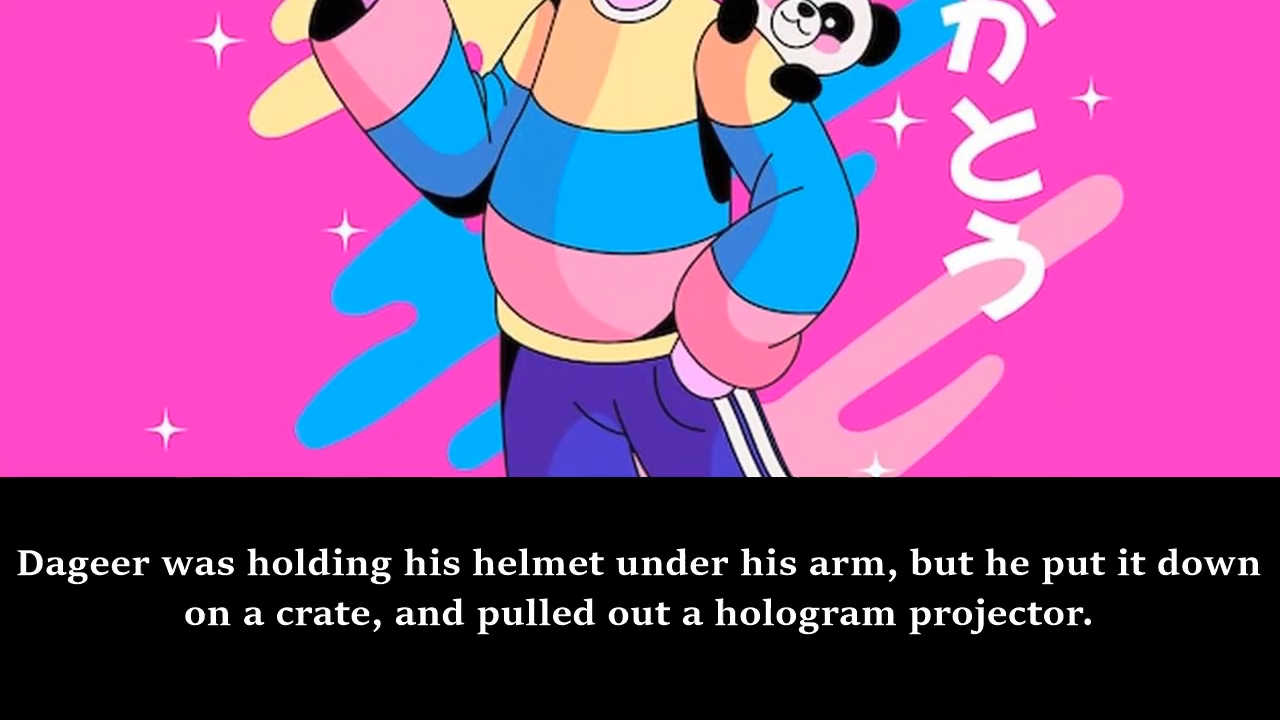 かとう
Dageer was holding his helmet under his arm, but he put it down
on a crate, and pulled out a hologram projector.